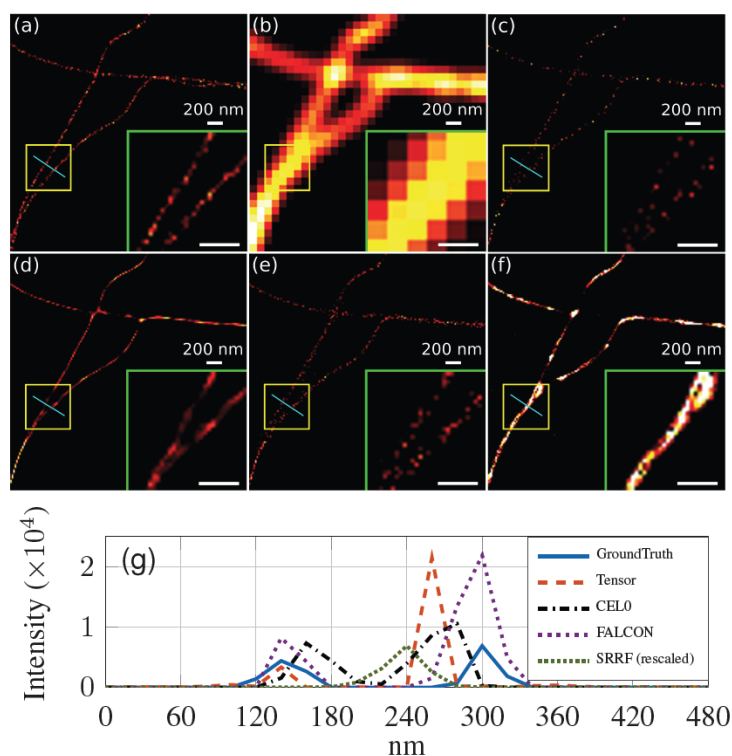 (a)
(b)
(c)
200 nm
200 nm
200 nm
(d)
(e)
(f)
200 nm
200 nm
200 nm
(g)
Intensity (×10⁴)
2
1
0
GroundTruth
Tensor
CEL0
FALCON
SRRF (rescaled)
0 60 120 180 240 300 360 420 480
nm